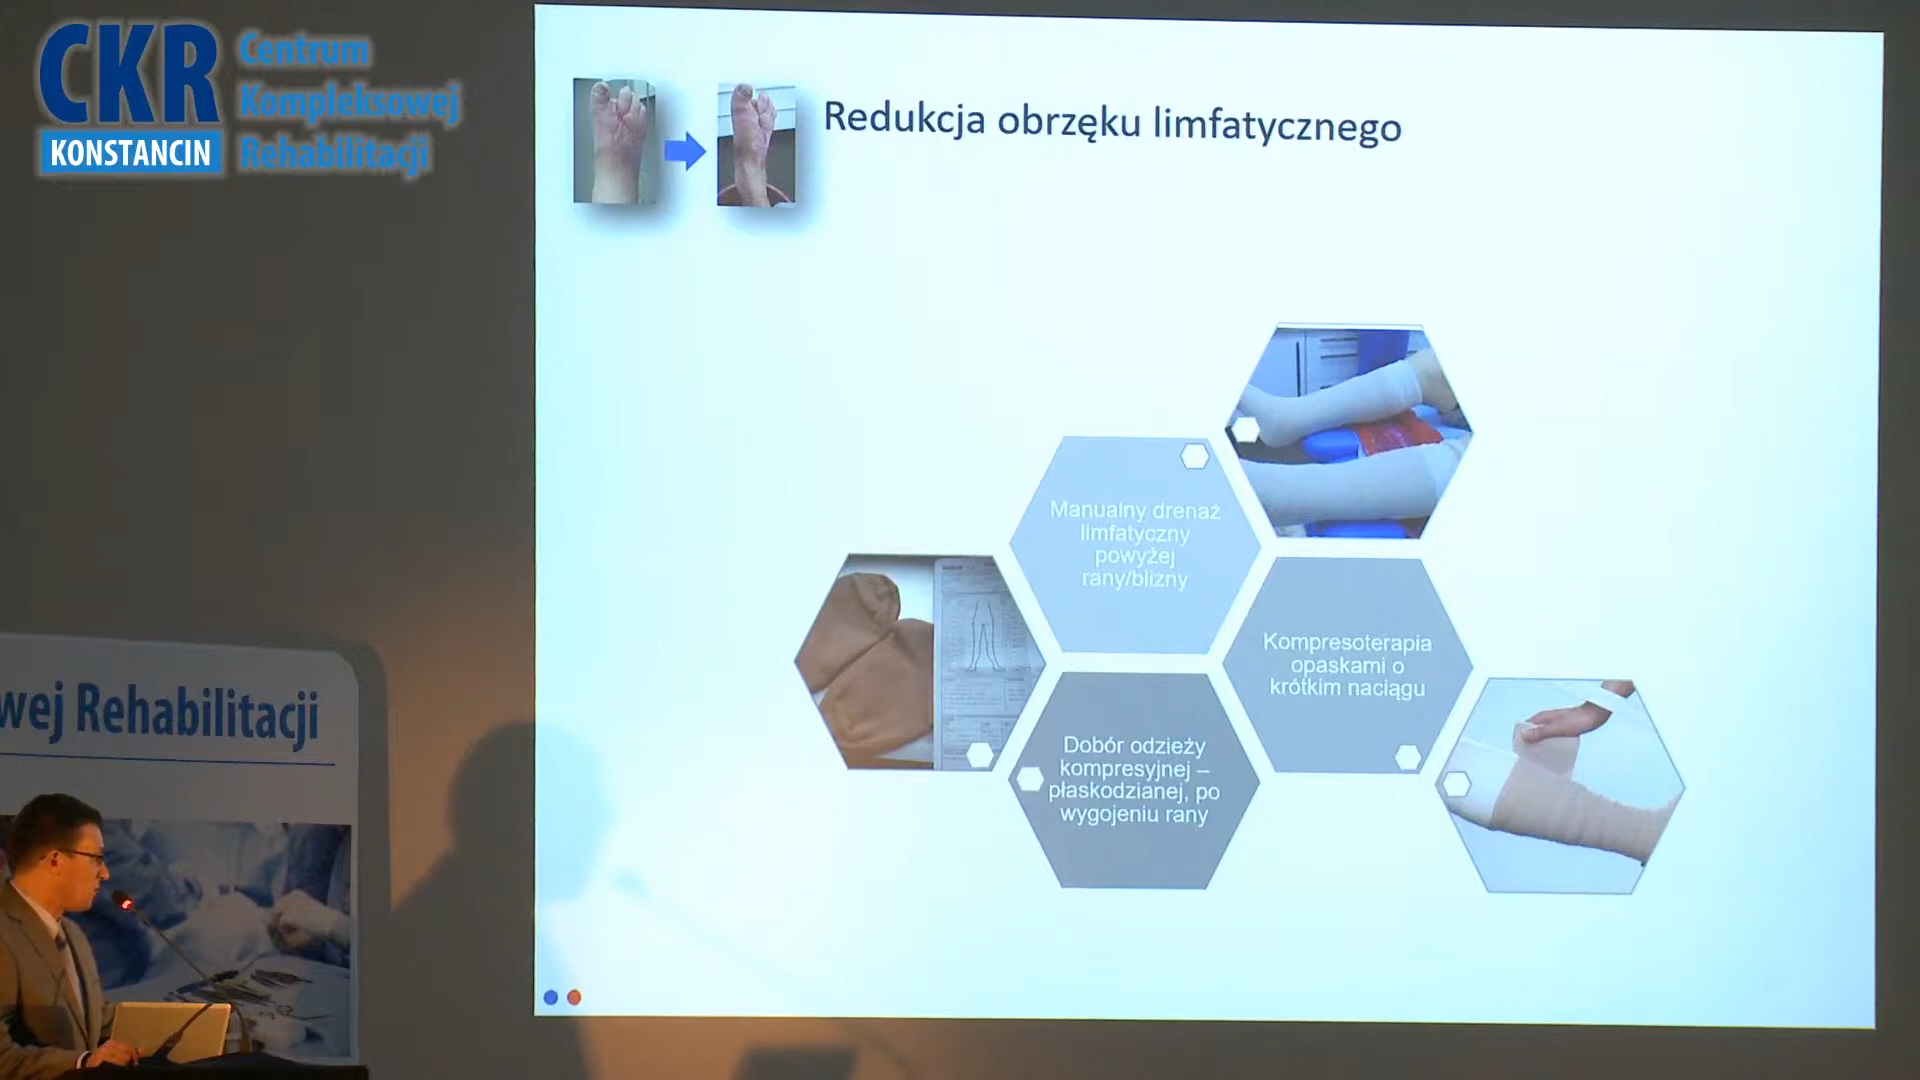 CKR
KONSTANCIN
Centrum
Kompleksowej
Rehabilitacji
Redukcja obrzęku limfatycznego
Manualny drenaż
limfatyczny
powyżej
rany/blizny
Kompresoterapia
opaskami o
krótkim naciągu
Dobór odzieży
kompresyjnej –
płaskodzianej, po
wygojeniu rany
wej Rehabilitacji